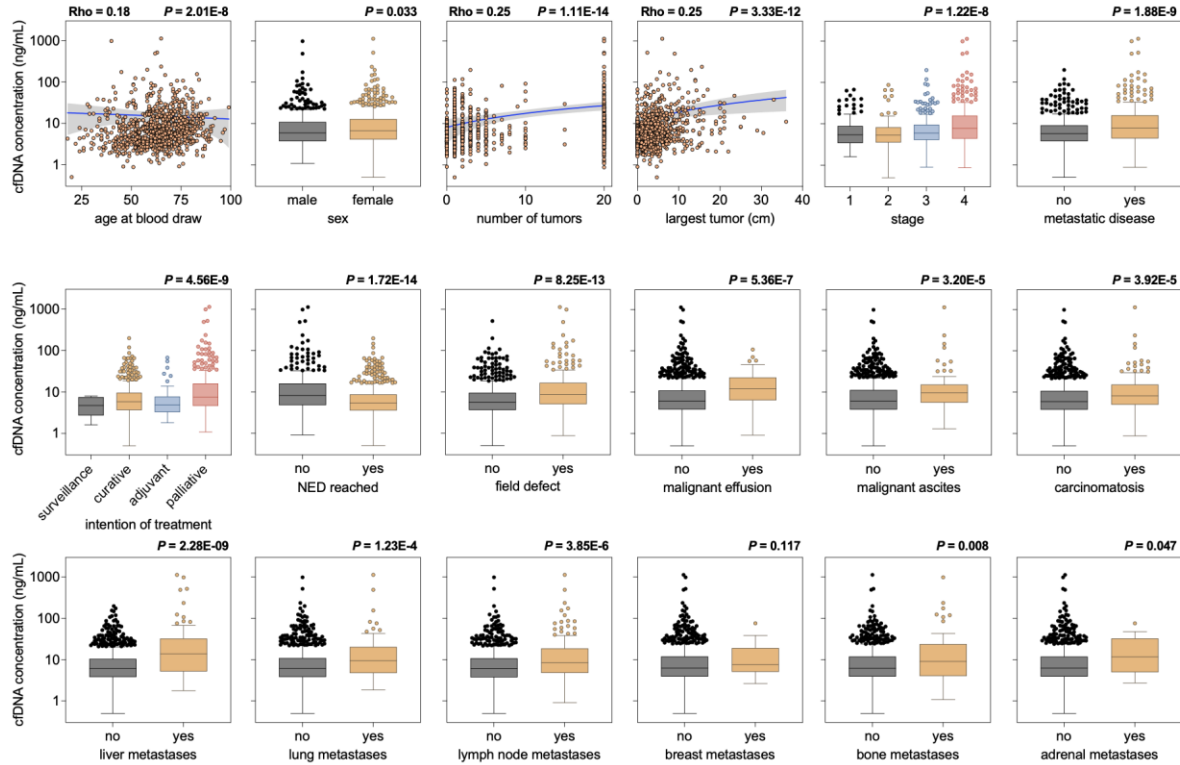 Rho = 0.18 P = 2.01E-8
P = 0.033
Rho = 0.25 P = 1.11E-14
Rho = 0.25 P = 3.33E-12
P = 1.22E-8
P = 1.88E-9
cfDNA concentration (ng/mL)
1000
100
10
1
25 50 75 100
male female
0 5 10 15 20
0 10 20 30 40
1 2 3 4
no yes
age at blood draw
sex
number of tumors
largest tumor (cm)
stage
metastatic disease
P = 4.56E-9
P = 1.72E-14
P = 8.25E-13
P = 5.36E-7
P = 3.20E-5
P = 3.92E-5
cfDNA concentration (ng/mL)
1000
100
10
1
surveillance
curative
adjuvant
palliative
no yes
no yes
no yes
no yes
no yes
intention of treatment
NED reached
field defect
malignant effusion
malignant ascites
carcinomatosis
P = 2.28E-09
P = 1.23E-4
P = 3.85E-6
P = 0.117
P = 0.008
P = 0.047
cfDNA concentration (ng/mL)
1000
100
10
1
no yes
no yes
no yes
no yes
no yes
no yes
liver metastases
lung metastases
lymph node metastases
breast metastases
bone metastases
adrenal metastases